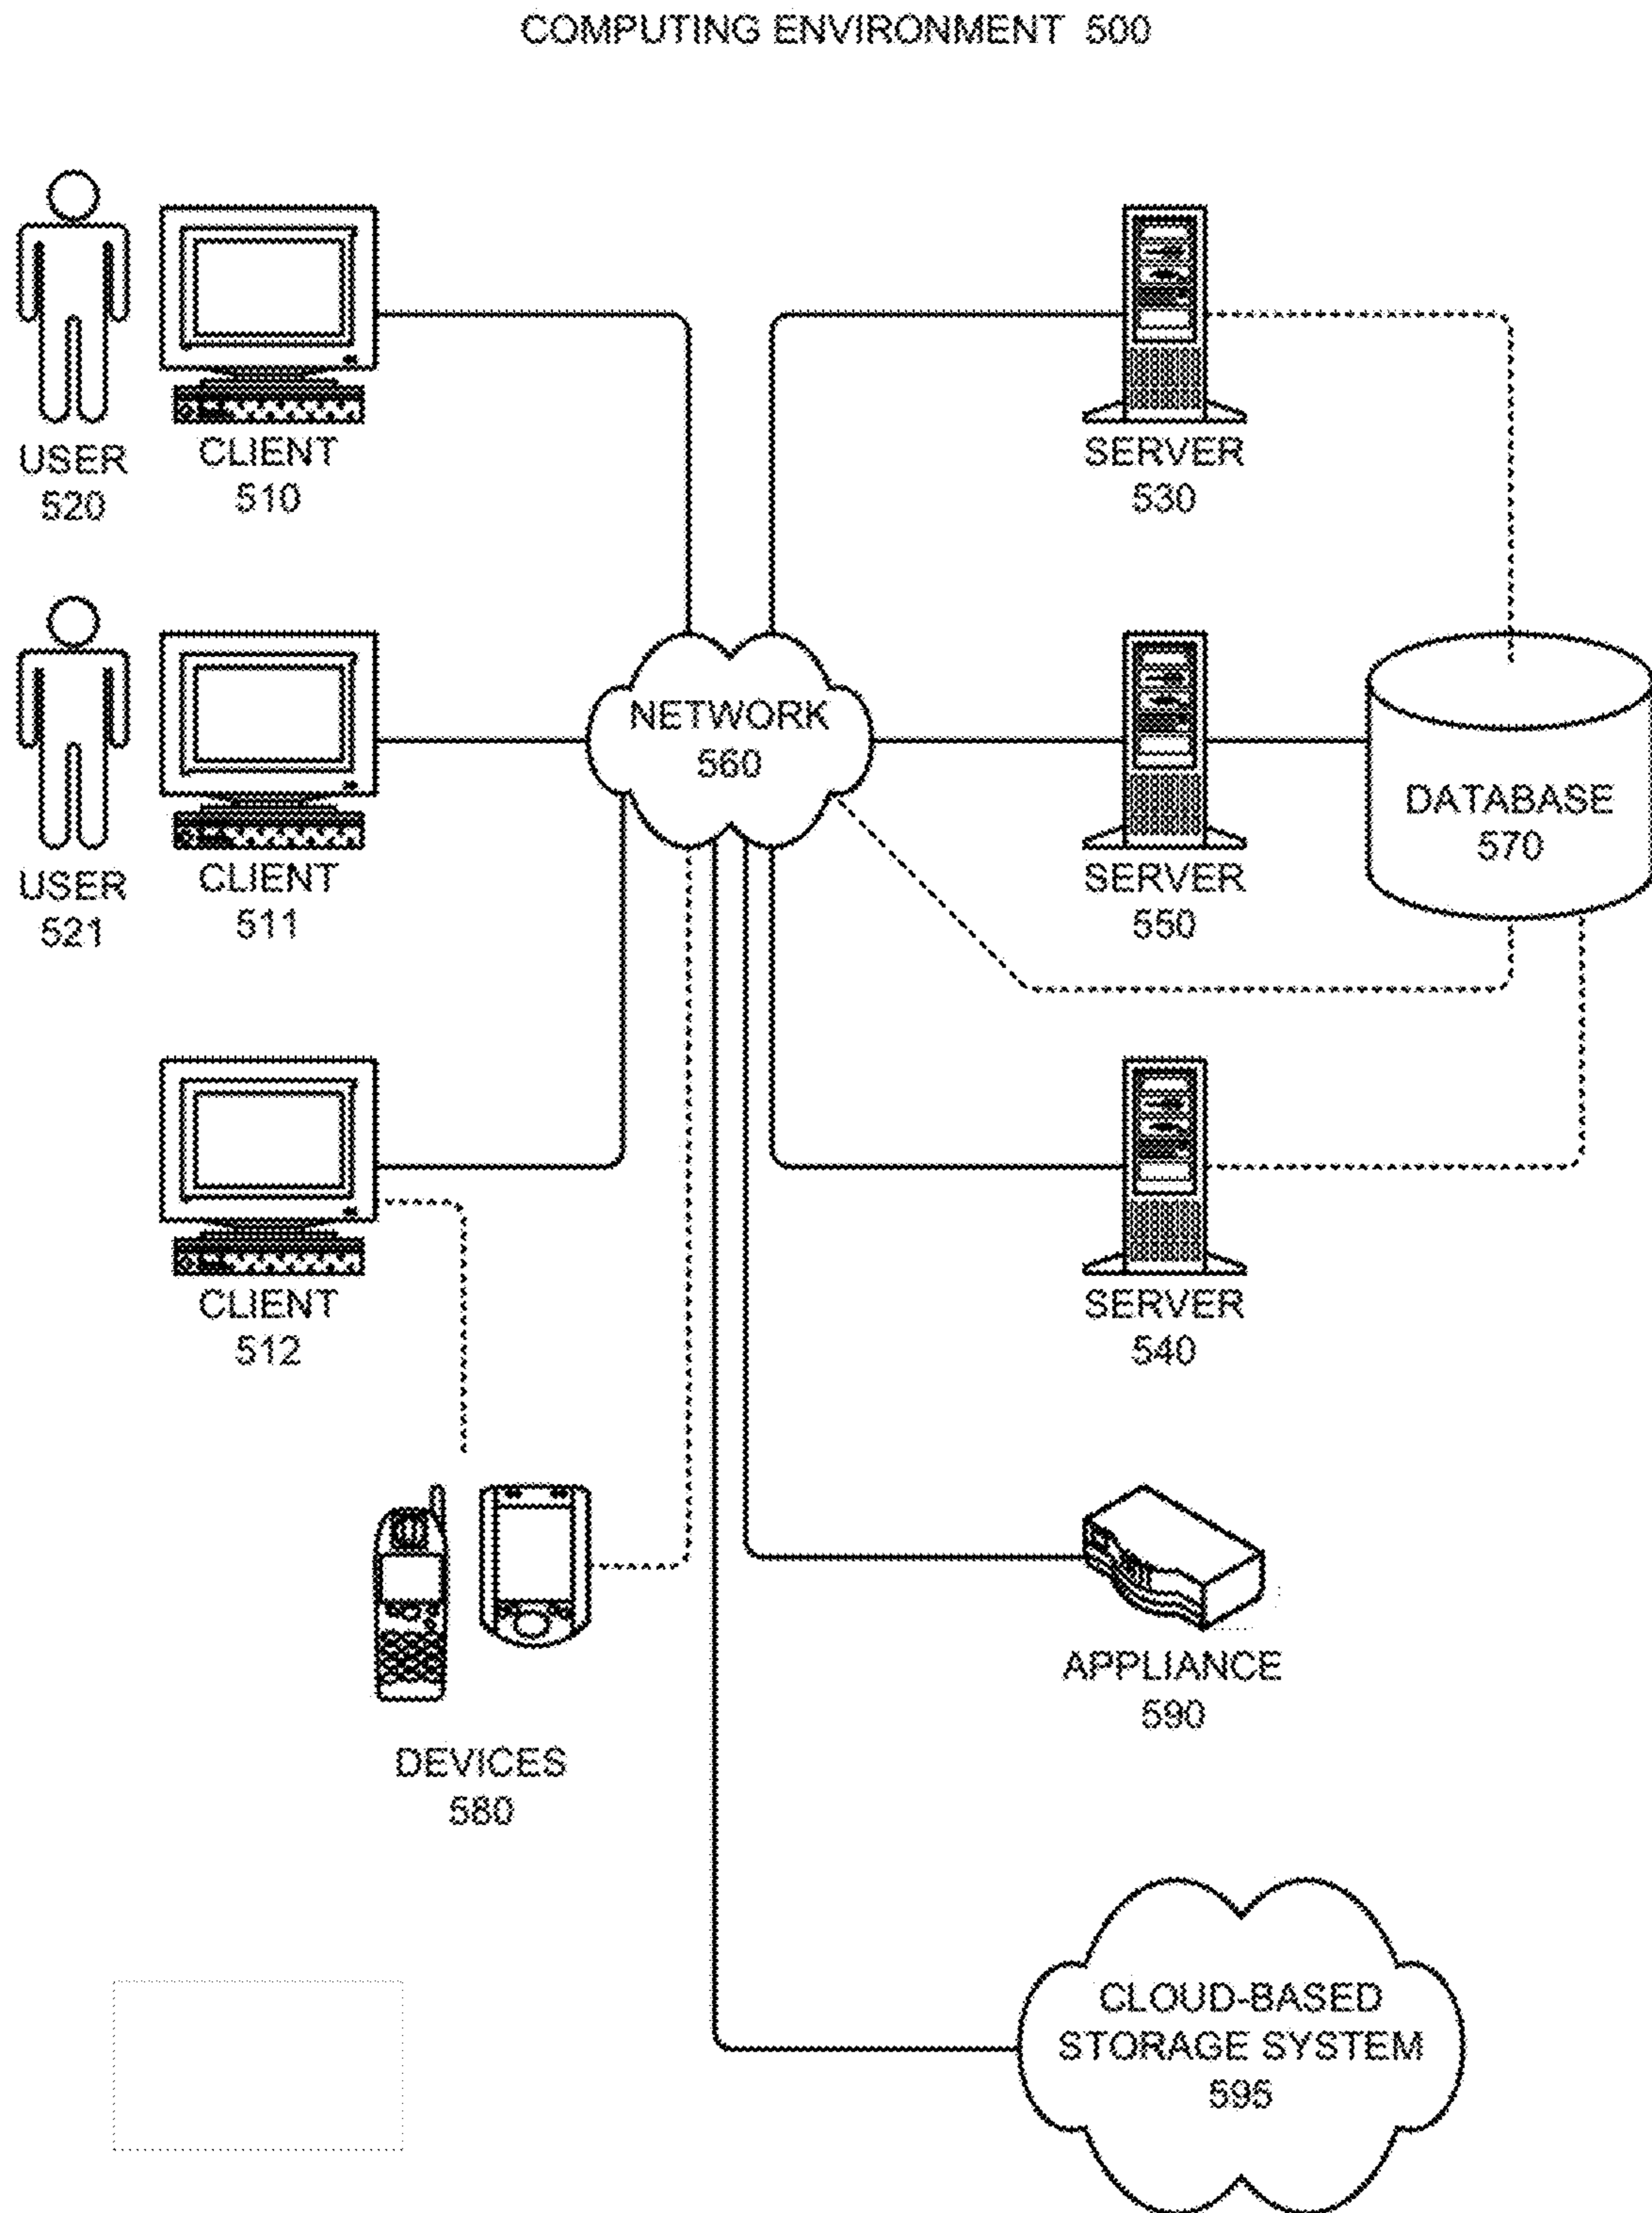 COMPUTING ENVIRONMENT 500
USER
520
CLIENT
510
SERVER
530
USER
521
CLIENT
511
NETWORK
560
SERVER
550
DATABASE
570
CLIENT
512
SERVER
540
DEVICES
580
APPLIANCE
590
CLOUD-BASED
STORAGE SYSTEM
595